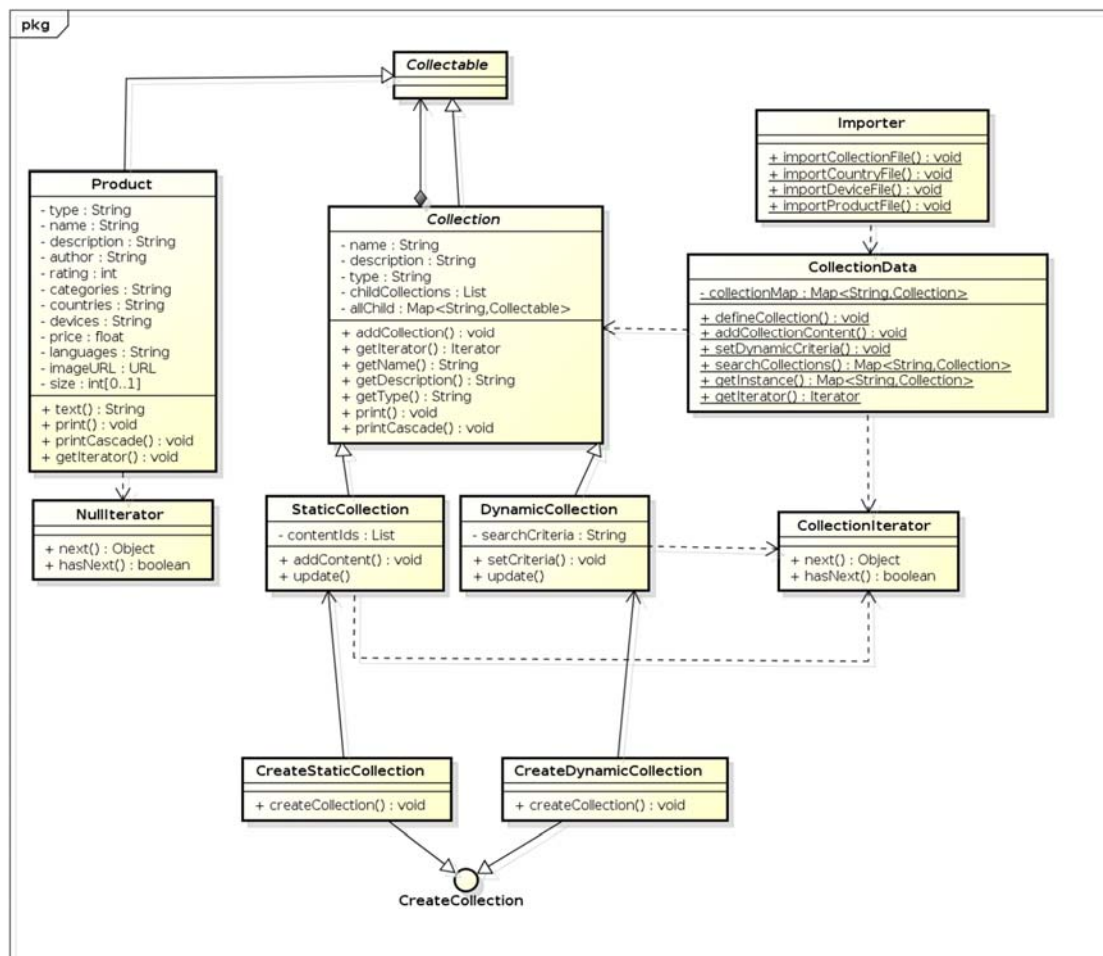 pkg
Collectable
Importer
+ importCollectionFile() : void
+ importCountryFile() : void
+ importDeviceFile() : void
+ importProductFile() : void
Product
- type : String
- name : String
- description : String
- author : String
- rating : int
- categories : String
- countries : String
- devices : String
- price : float
- languages : String
- imageURL : URL
- size : int[0..1]
+ text() : String
+ print() : void
+ printCascade() : void
+ getIterator() : void
Collection
- name : String
- description : String
- type : String
- childCollections : List
- allChild : Map<String,Collectable>
+ addCollection() : void
+ getIterator() : Iterator
+ getName() : String
+ getDescription() : String
+ getType() : String
+ print() : void
+ printCascade() : void
CollectionData
- collectionMap : Map<String,Collection>
+ defineCollection() : void
+ addCollectionContent() : void
+ setDynamicCriteria() : void
+ searchCollections() : Map<String,Collection>
+ getInstance() : Map<String,Collection>
+ getIterator() : Iterator
NullIterator
+ next() : Object
+ hasNext() : boolean
StaticCollection
- contentIds : List
+ addContent() : void
+ update()
DynamicCollection
- searchCriteria : String
+ setCriteria() : void
+ update()
CollectionIterator
+ next() : Object
+ hasNext() : boolean
CreateStaticCollection
+ createCollection() : void
CreateDynamicCollection
+ createCollection() : void
CreateCollection